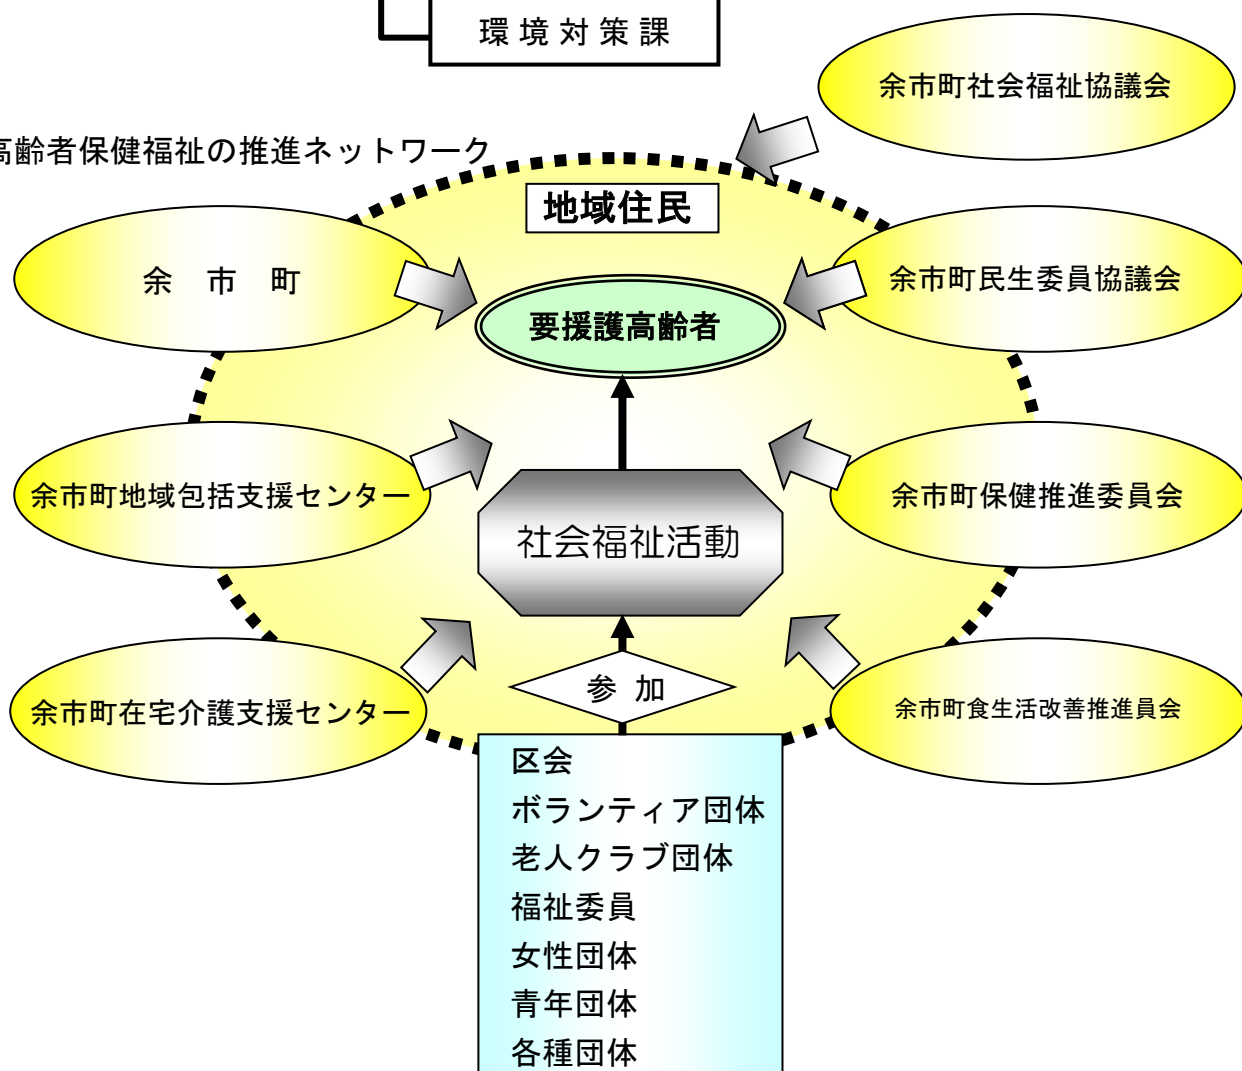 環境対策課
余市町社会福祉協議会
高齢者保健福祉の推進ネットワーク
地域住民
余市町
余市町民生委員協議会
要援護高齢者
余市町地域包括支援センター
余市町保健推進委員会
社会福祉活動
余市町在宅介護支援センター
参加
余市町食生活改善推進員会
区会
ボランティア団体
老人クラブ団体
福祉委員
女性団体
青年団体
各種団体